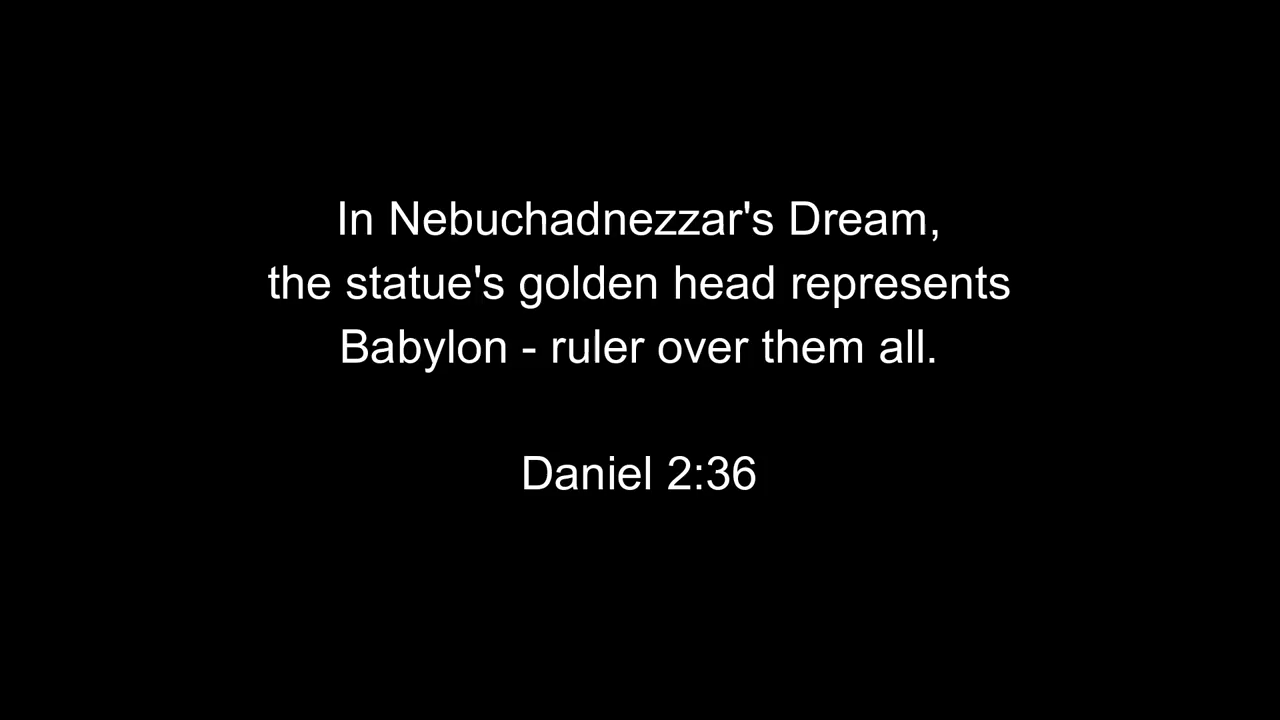 In Nebuchadnezzar's Dream,
the statue's golden head represents
Babylon - ruler over them all.
Daniel 2:36